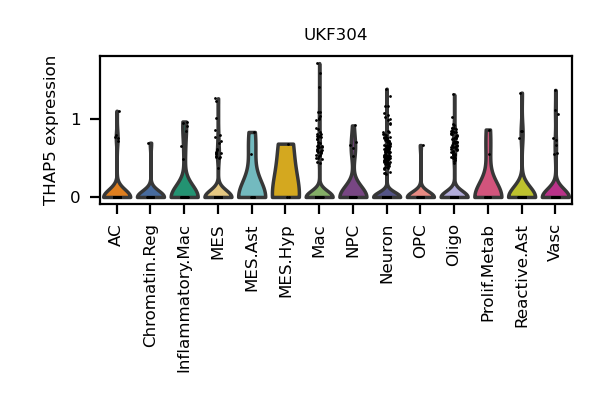 UKF304
THAP5 expression
1
0
AC
Chromatin.Reg
Inflammatory.Mac
MES
MES.Ast
MES.Hyp
Mac
NPC
Neuron
OPC
Oligo
Prolif.Metab
Reactive.Ast
Vasc